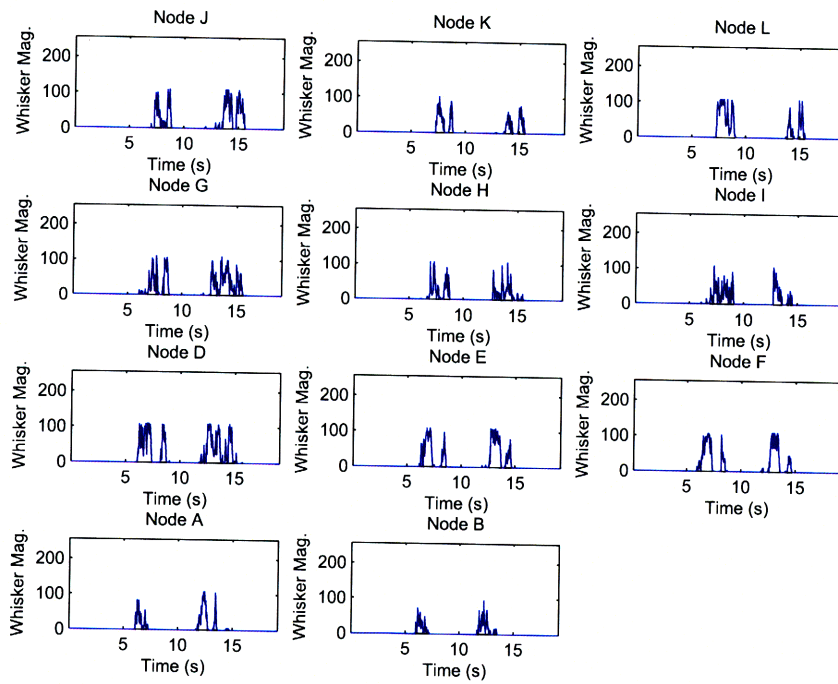 Node J
Node K
Node L
Whisker Mag.
200
100
0
5
10
15
Time (s)
Whisker Mag.
200
100
0
5
10
15
Time (s)
Whisker Mag.
200
100
0
5
10
15
Time (s)
Node G
Node H
Node I
Whisker Mag.
200
100
0
5
10
15
Time (s)
Whisker Mag.
200
100
0
5
10
15
Time (s)
Whisker Mag.
200
100
0
5
10
15
Time (s)
Node D
Node E
Node F
Whisker Mag.
200
100
0
5
10
15
Time (s)
Whisker Mag.
200
100
0
5
10
15
Time (s)
Whisker Mag.
200
100
0
5
10
15
Time (s)
Node A
Node B
Whisker Mag.
200
100
0
5
10
15
Time (s)
Whisker Mag.
200
100
0
5
10
15
Time (s)